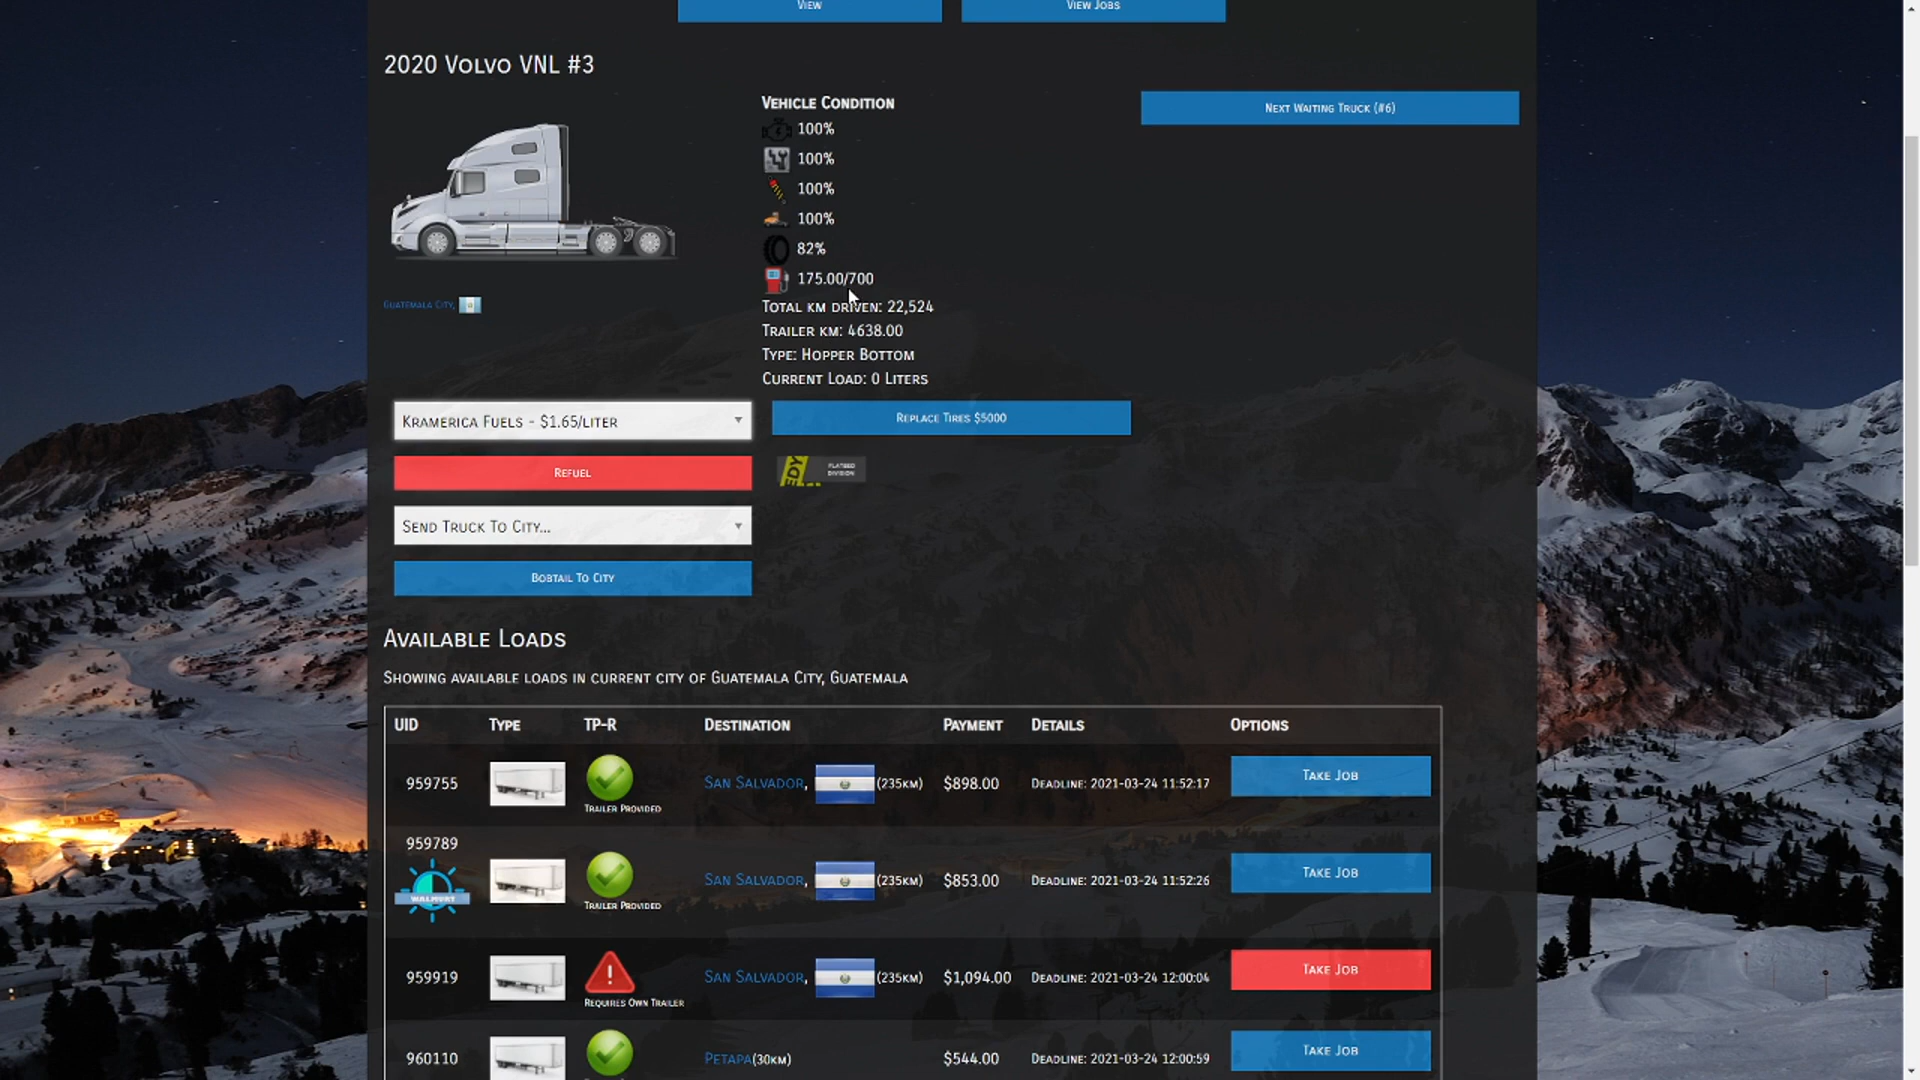 View
View Jobs
2020 Volvo VNL #3
Vehicle Condition
Next Waiting Truck (#6)
100%
100%
100%
100%
82%
175.00/700
Guatemala City,
Total km driven: 22,524
Trailer km: 4638.00
Type: Hopper Bottom
Current Load: 0 Liters
Kramerica Fuels - $1.65/liter
Replace Tires $5000
Refuel
EDY
Flatbed Division
Send Truck To City...
Bobtail To City
Available Loads
Showing available loads in current city of Guatemala City, Guatemala
UID Type TP-R Destination Payment Details Options
959755 Trailer Provided San Salvador, (235km) $898.00 Deadline: 2021-03-24 11:52:17 Take Job
959789 WALMURT Trailer Provided San Salvador, (235km) $853.00 Deadline: 2021-03-24 11:52:26 Take Job
959919 Requires Own Trailer San Salvador, (235km) $1,094.00 Deadline: 2021-03-24 12:00:04 Take Job
960110 Petapa(30km) $544.00 Deadline: 2021-03-24 12:00:59 Take Job